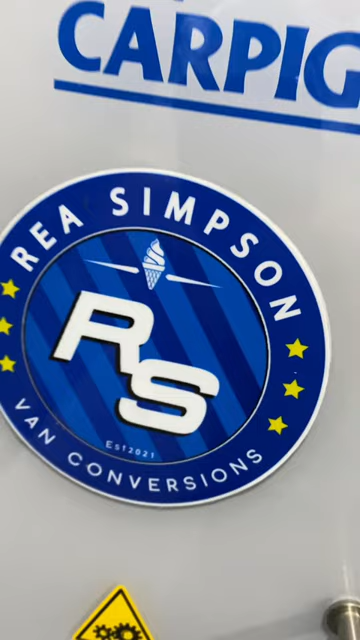 CARPIG
REA SIMPSON
RS
Est2021
VAN CONVERSIONS